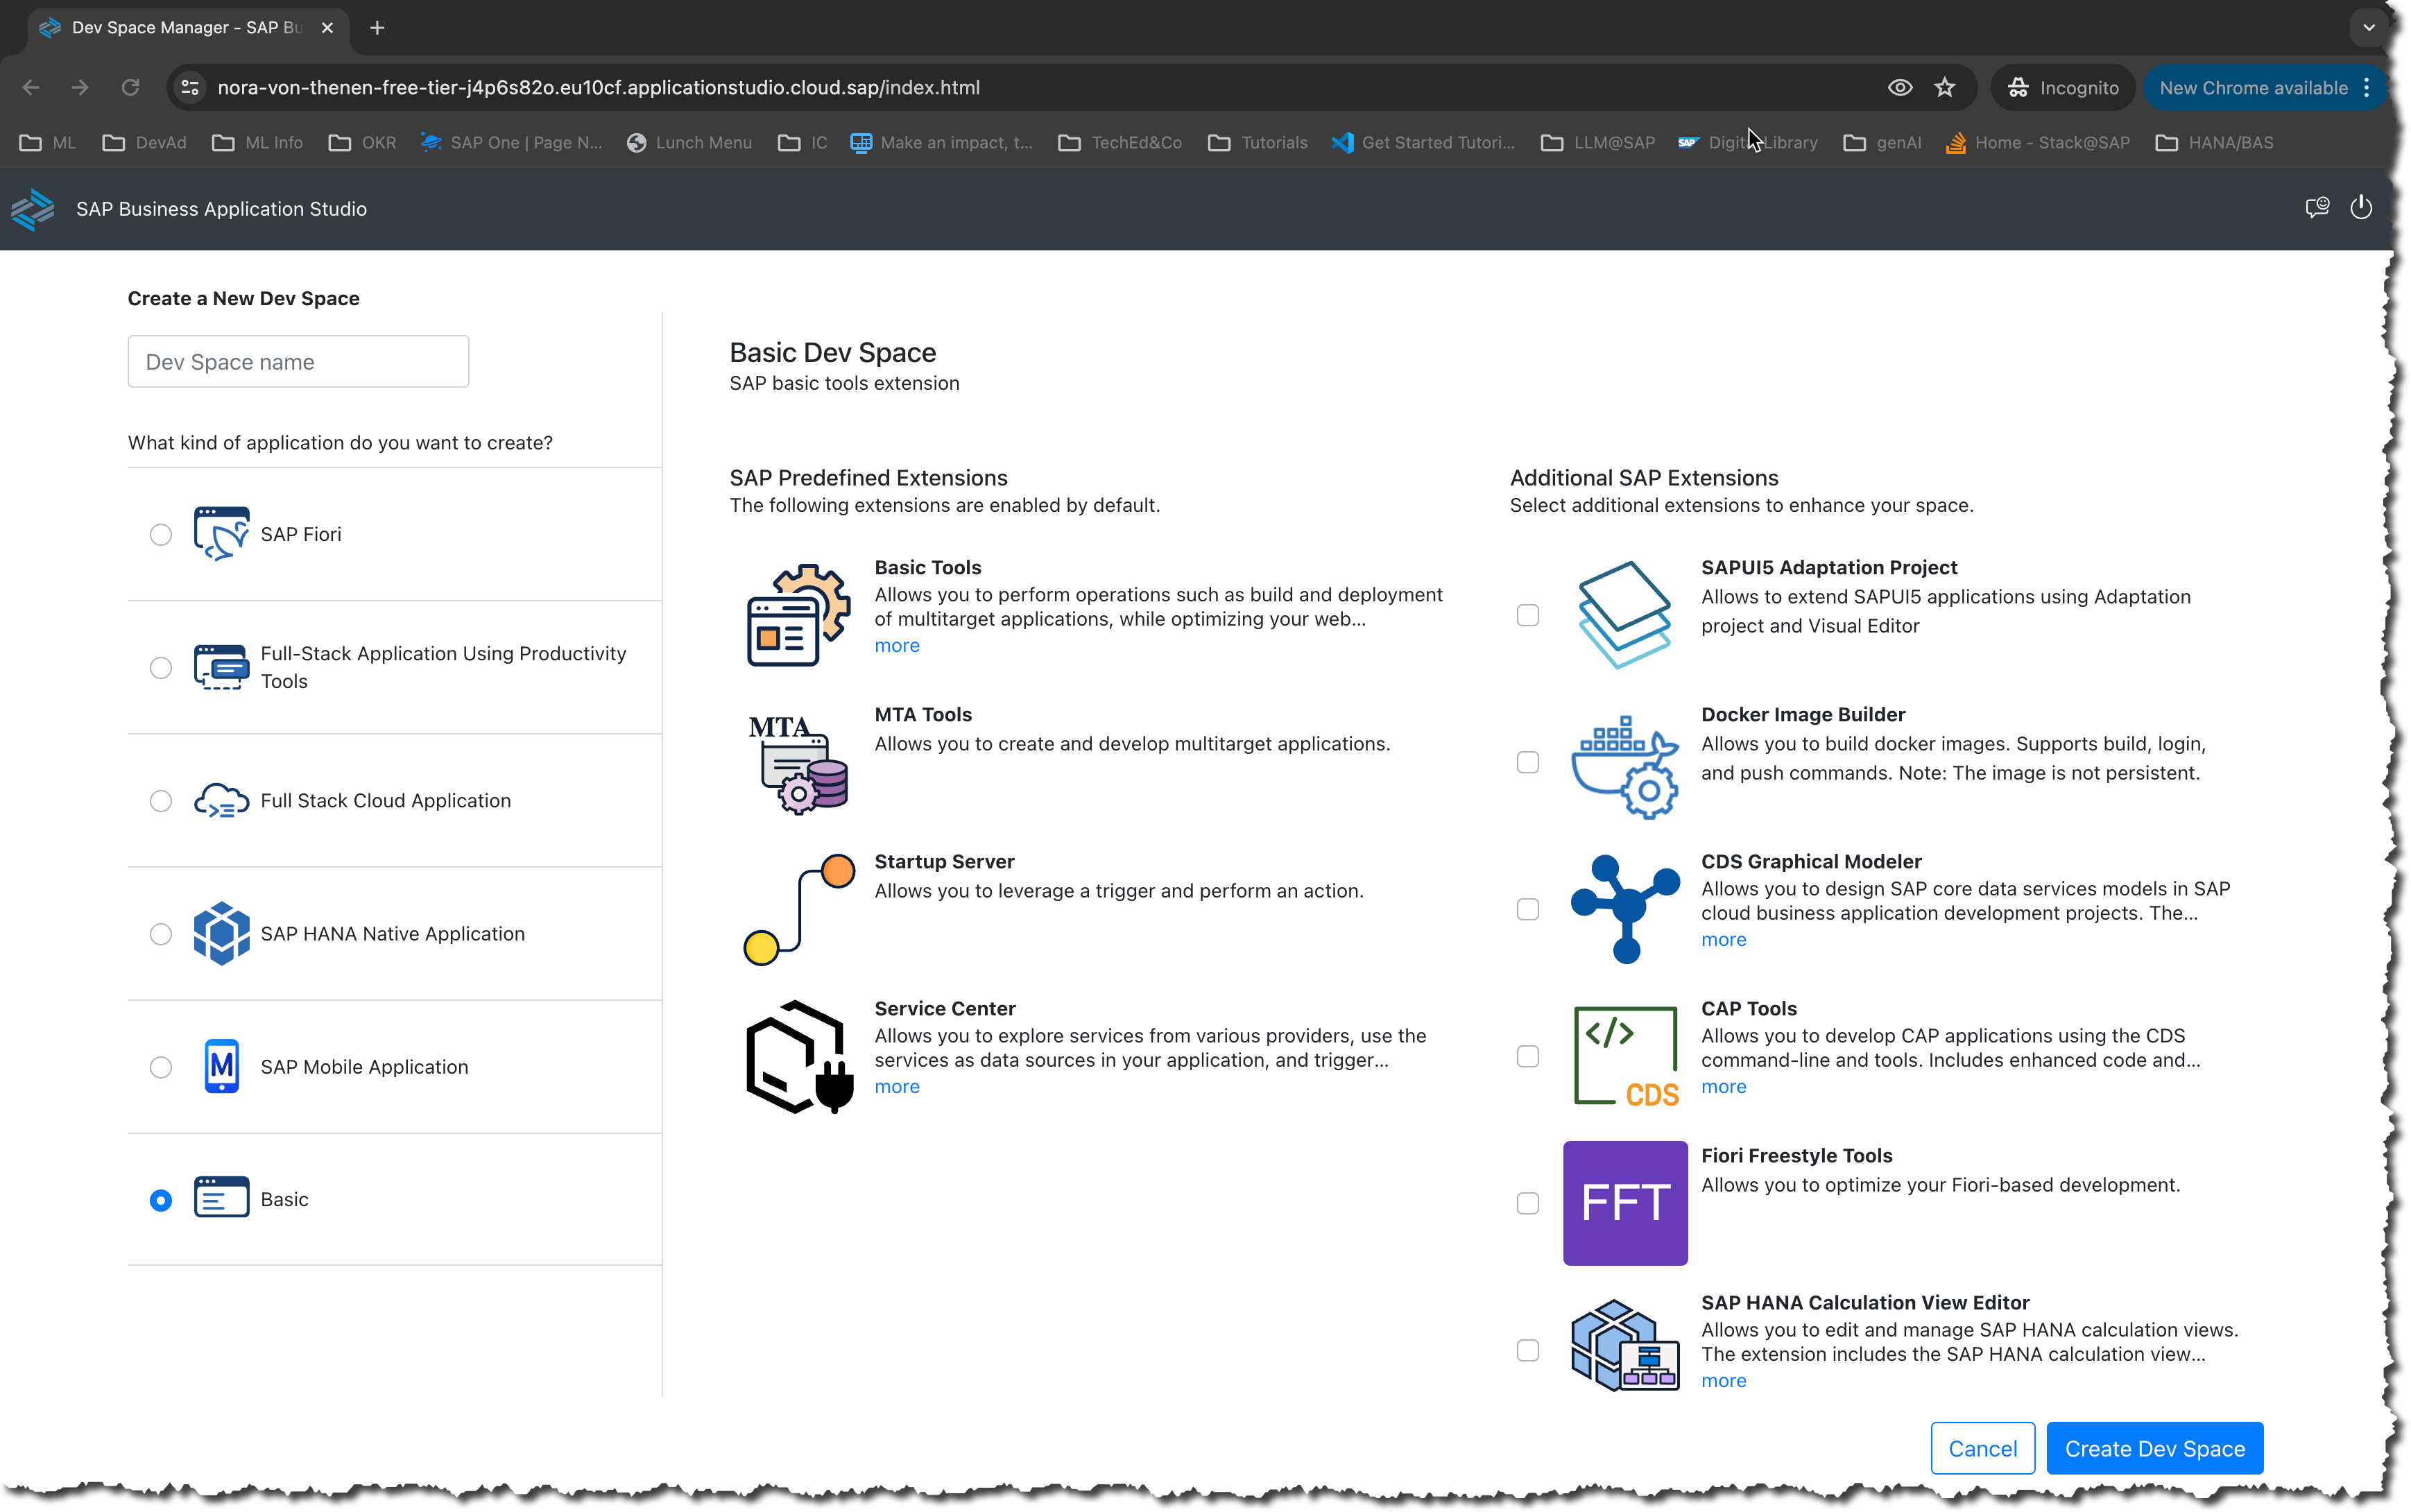 Dev Space Manager - SAP Bu
nora-von-thenen-free-tier-j4p6s82o.eu10cf.applicationstudio.cloud.sap/index.html
Incognito
New Chrome available
ML
DevAd
ML Info
OKR
SAP One | Page N...
Lunch Menu
IC
Make an impact, t...
TechEd&Co
Tutorials
Get Started Tutori...
LLM@SAP
SAP
Library
genAI
Home - Stack@SAP
HANA/BAS
SAP Business Application Studio
Create a New Dev Space
Dev Space name
What kind of application do you want to create?
SAP Fiori
Full-Stack Application Using Productivity
Tools
Full Stack Cloud Application
SAP HANA Native Application
M
SAP Mobile Application
Basic
Basic Dev Space
SAP basic tools extension
SAP Predefined Extensions
The following extensions are enabled by default.
Basic Tools
Allows you to perform operations such as build and deployment
of multitarget applications, while optimizing your web...
more
MTA
MTA Tools
Allows you to create and develop multitarget applications.
Startup Server
Allows you to leverage a trigger and perform an action.
Service Center
Allows you to explore services from various providers, use the
services as data sources in your application, and trigger...
more
Additional SAP Extensions
Select additional extensions to enhance your space.
SAPUI5 Adaptation Project
Allows to extend SAPUI5 applications using Adaptation
project and Visual Editor
Docker Image Builder
Allows you to build docker images. Supports build, login,
and push commands. Note: The image is not persistent.
CDS Graphical Modeler
Allows you to design SAP core data services models in SAP
cloud business application development projects. The...
more
</>
CDS
CAP Tools
Allows you to develop CAP applications using the CDS
command-line and tools. Includes enhanced code and...
more
FFT
Fiori Freestyle Tools
Allows you to optimize your Fiori-based development.
SAP HANA Calculation View Editor
Allows you to edit and manage SAP HANA calculation views.
The extension includes the SAP HANA calculation view...
more
Cancel
Create Dev Space